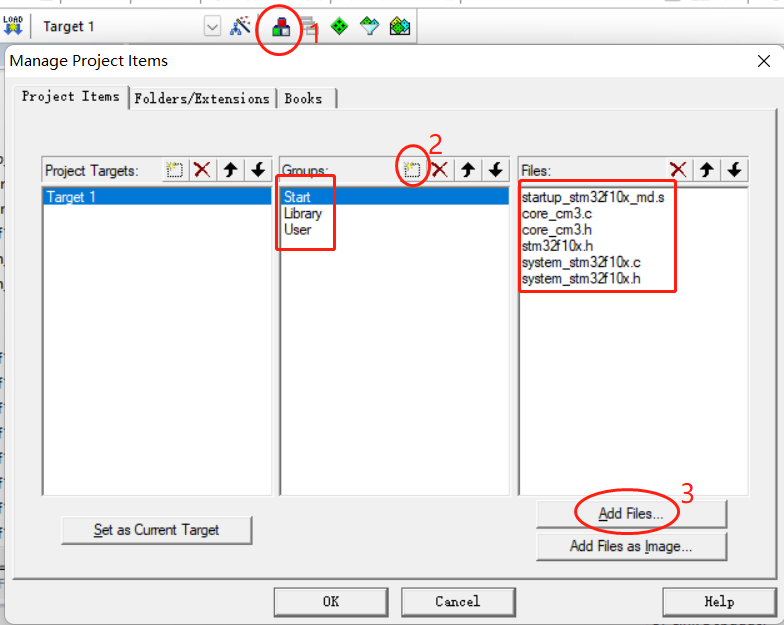 LOAD
Target 1
1
Manage Project Items
Project Items
Folders/Extensions
Books
2
Project Targets:
Groups:
Files:
Target 1
Start
Library
User
startup_stm32f10x_md.s
core_cm3.c
core_cm3.h
stm32f10x.h
system_stm32f10x.c
system_stm32f10x.h
3
Set as Current Target
Add Files...
Add Files as Image...
OK
Cancel
Help